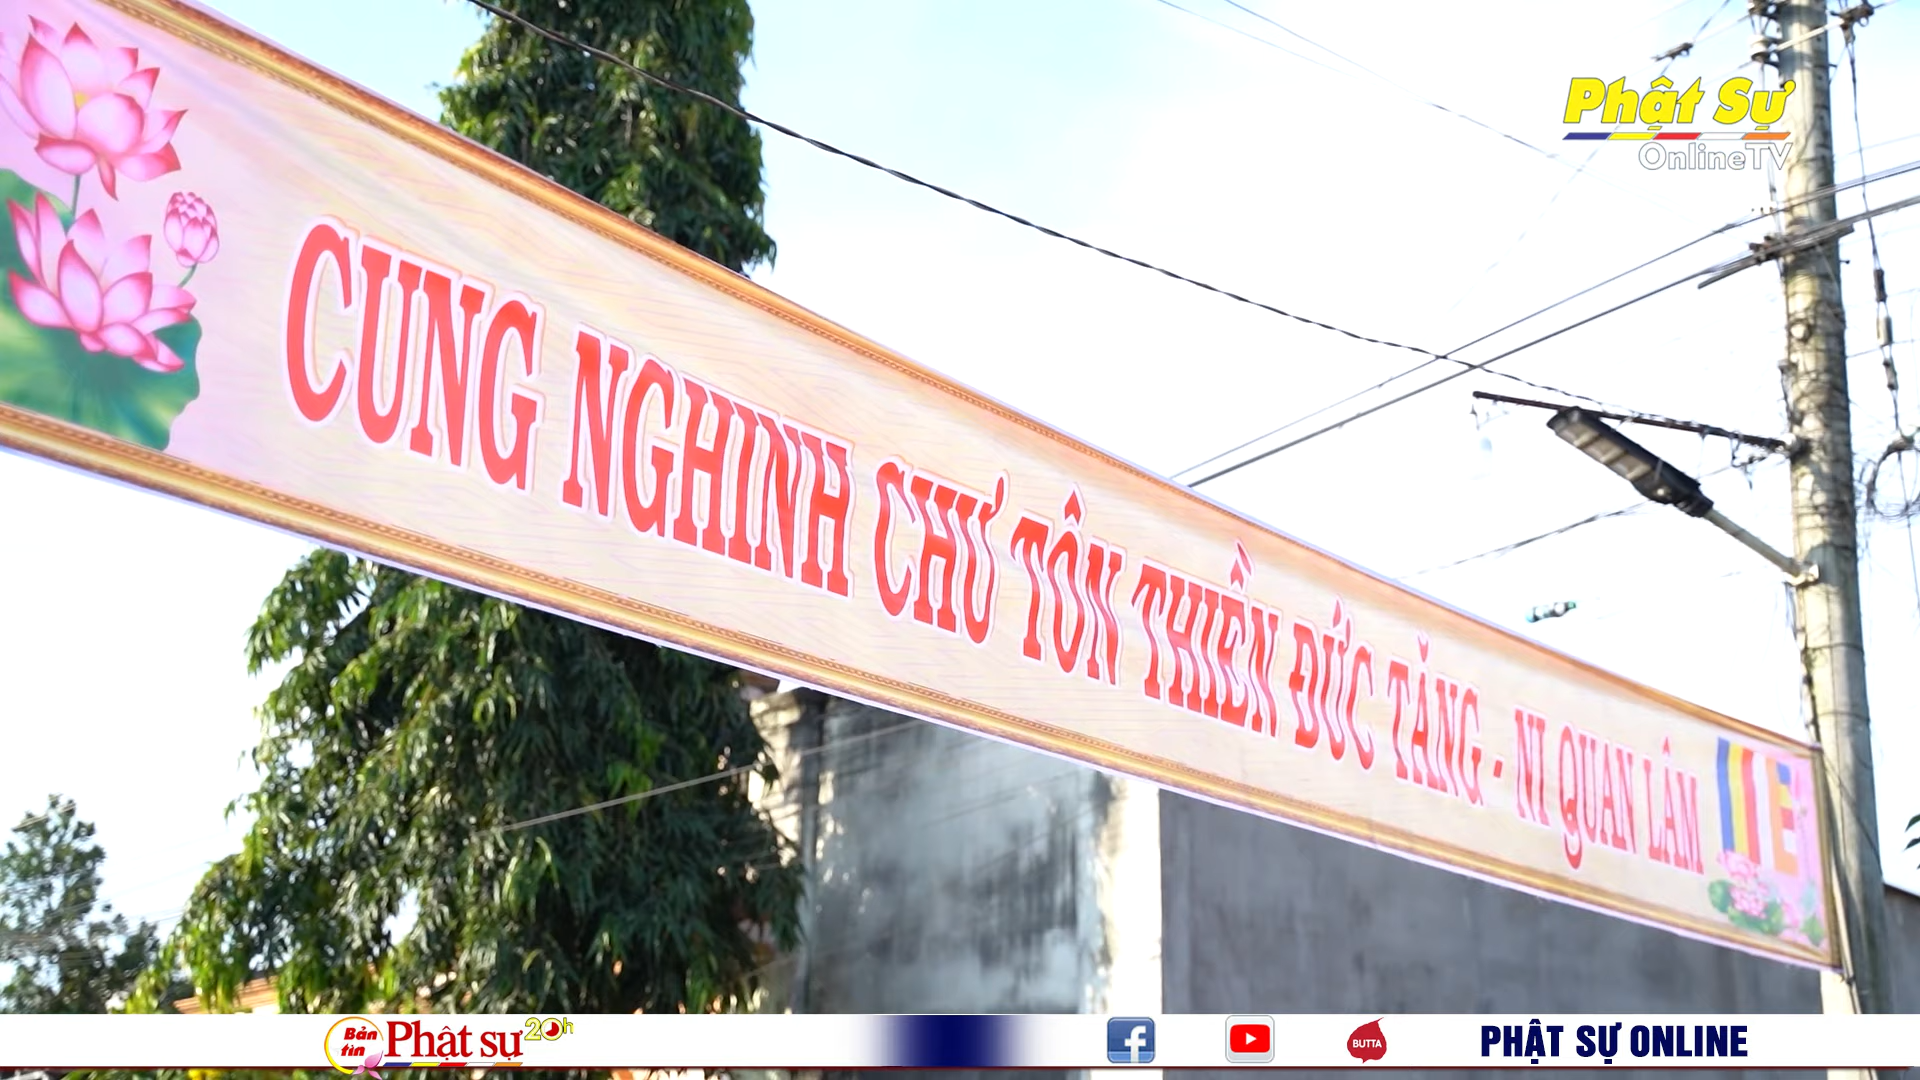 Phật Sự
OnlineTV
CUNG NGHINH CHƯ TÔN THIỀN ĐỨC TĂNG - NI QUAN LÂM
Bản tin Phật sự 20h
BUTTA
PHẬT SỰ ONLINE